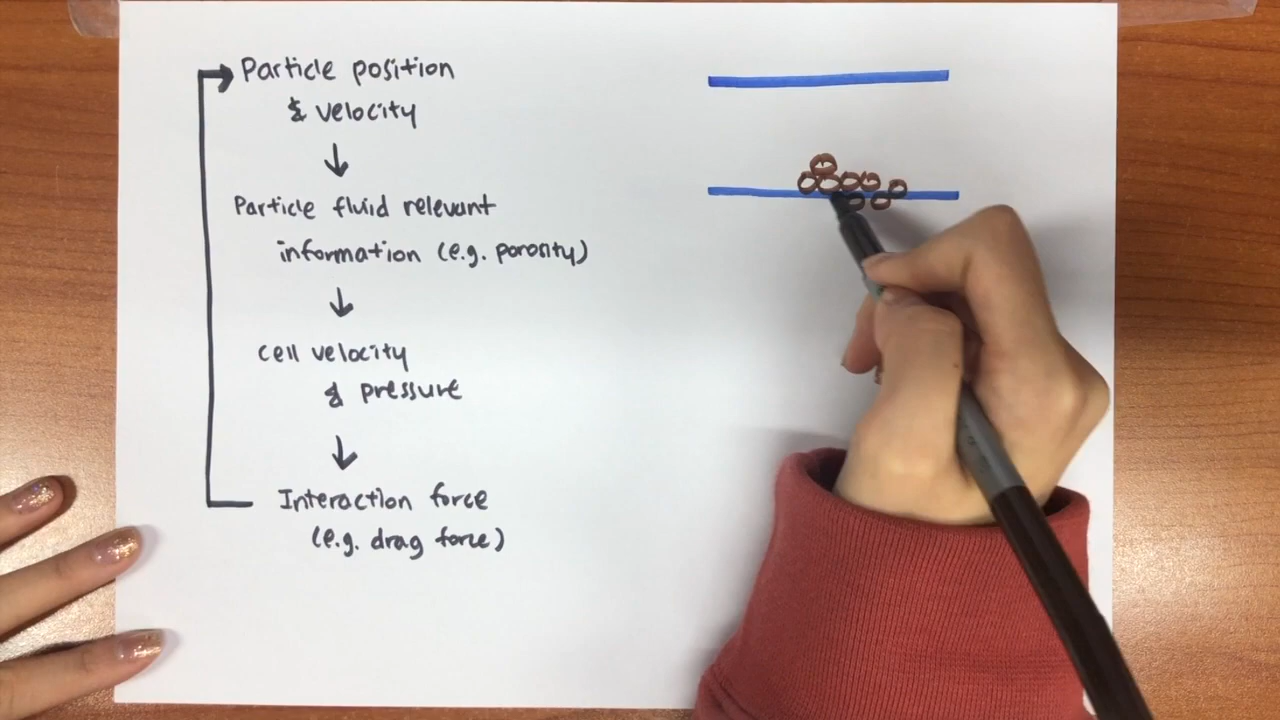 Particle position
& velocity
↓
Particle fluid relevant
information (e.g. porosity)
↓
Cell velocity
& pressure
↓
Interaction force
(e.g. drag force)